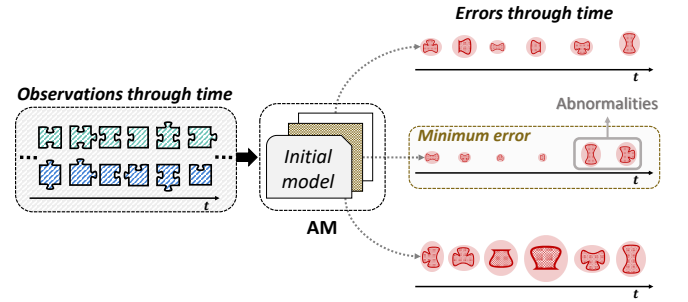 Errors through time
t
Observations through time
Abnormalities
Minimum error
Initial
model
t
t
AM
t